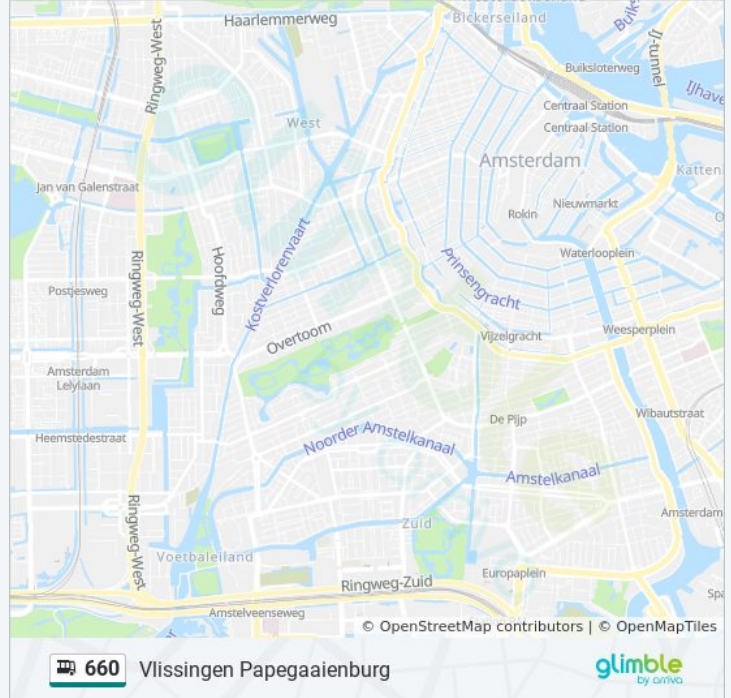 Haarlemmerweg
Bickerseiland
Ringweg-West
IJ-tunnel
Buiksloterweg
Centraal Station
Centraal Station
West
Amsterdam
Jan van Galenstraat
Nieuwmarkt
Rokin
Kostverlorenvaart
Hoofdweg
Waterlooplein
Prinsengracht
Postjesweg
Ringweg-West
Overtoom
Vijzelgracht
Weesperplein
Amsterdam
Lelylaan
Wibautstraat
De Pijp
Heemstedestraat
Noorder Amstelkanaal
Amstelkanaal
Amsterdam
Ringweg-West
Zuid
Voetbaleiland
Europaplein
Ringweg-Zuid
Amstelveenseweg
© OpenStreetMap contributors | © OpenMapTiles
660 Vlissingen Papegaaienburg
glimble
by arriva